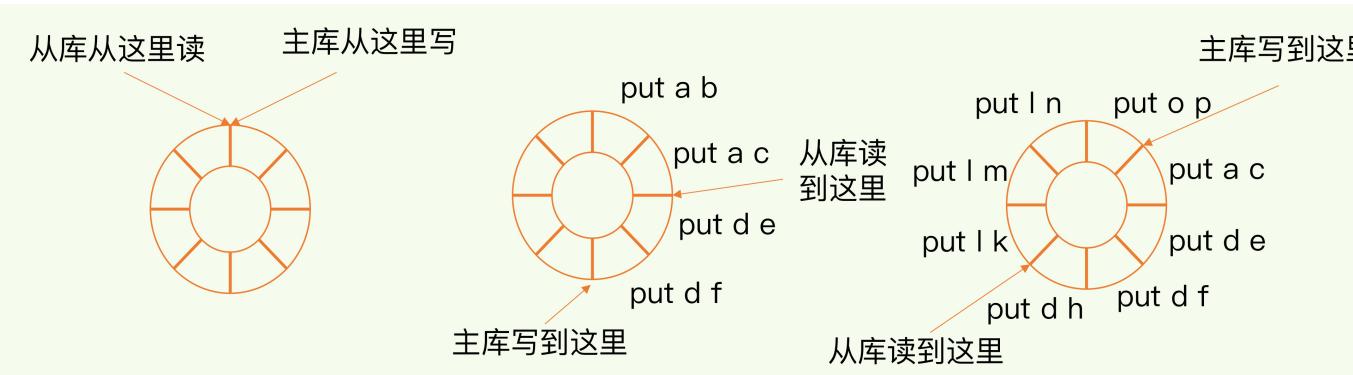 从库从这里读
主库从这里写
put a b
put a c
从库读
到这里
put d e
put d f
主库写到这里
主库写到这
put l n
put o p
put l m
put a c
put l k
put d e
put d h
put d f
从库读到这里